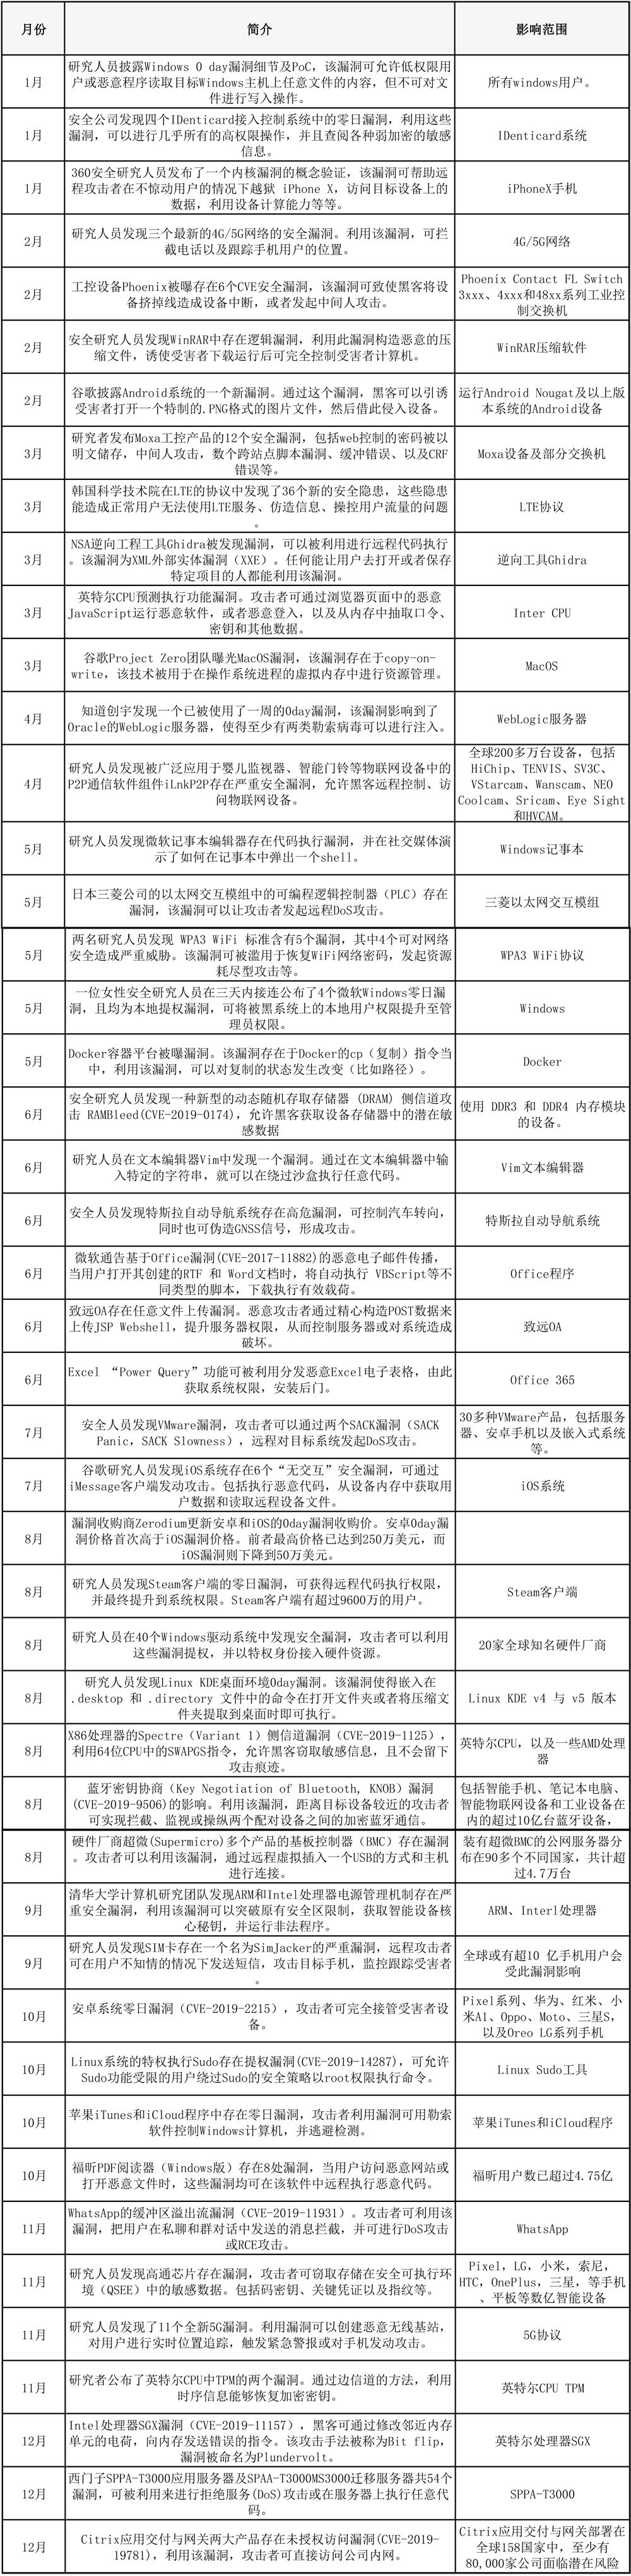 月份
简介
影响范围
1月
研究人员披露Windows 0 day漏洞细节及PoC，该漏洞可允许低权限用
户或恶意程序读取目标Windows主机上任意文件的内容，但不可对文
件进行写入操作。
所有windows用户。
1月
安全公司发现四个IDenticard接入控制系统中的零日漏洞，利用这些
漏洞，可以进行几乎所有的高权限操作，并且查阅各种弱加密的敏感
信息。
IDenticard系统
1月
360安全研究人员发布了一个内核漏洞的概念验证，该漏洞可帮助远
程攻击者在不惊动用户的情况下越狱 iPhone X，访问目标设备上的
数据，利用设备计算能力等等。
iPhoneX手机
2月
研究人员发现三个最新的4G/5G网络的安全漏洞。利用该漏洞，可拦
截电话以及跟踪手机用户的位置。
4G/5G网络
2月
工控设备Phoenix被曝存在6个CVE安全漏洞，该漏洞可致使黑客将设
备挤掉线造成设备中断，或者发起中间人攻击。
Phoenix Contact FL Switch
3xxx、4xxx和48xx系列工业控
制交换机
2月
安全研究人员发现WinRAR中存在逻辑漏洞，利用此漏洞构造恶意的压
缩文件，诱使受害者下载运行后可完全控制受害者计算机。
WinRAR压缩软件
2月
谷歌披露Android系统的一个新漏洞。通过这个漏洞，黑客可以引诱
受害者打开一个特制的.PNG格式的图片文件，然后借此侵入设备。
运行Android Nougat及以上版
本系统的Android设备
3月
研究者发布Moxa工控产品的12个安全漏洞，包括web控制的密码被以
明文储存，中间人攻击，数个跨站点脚本漏洞、缓冲错误、以及CRF
错误等。
Moxa设备及部分交换机
3月
韩国科学技术院在LTE的协议中发现了36个新的安全隐患，这些隐患
能造成正常用户无法使用LTE服务、仿造信息、操控用户流量的问题
。
LTE协议
3月
NSA逆向工程工具Ghidra被发现漏洞，可以被利用进行远程代码执行
。该漏洞为XML外部实体漏洞（XXE）。任何能让用户去打开或者保存
特定项目的人都能利用该漏洞。
逆向工具Ghidra
3月
英特尔CPU预测执行功能漏洞。攻击者可通过浏览器页面中的恶意
JavaScript运行恶意软件，或者恶意登入，以及从内存中抽取口令、
密钥和其他数据。
Inter CPU
3月
谷歌Project Zero团队曝光MacOS漏洞，该漏洞存在于copy-on-
write，该技术被用于在操作系统进程的虚拟内存中进行资源管理。
MacOS
4月
知道创宇发现一个已被使用了一周的0day漏洞，该漏洞影响到了
Oracle的WebLogic服务器，使得至少有两类勒索病毒可以进行注入。
WebLogic服务器
4月
研究人员发现被广泛应用于婴儿监视器、智能门铃等物联网设备中的
P2P通信软件组件iLnkP2P存在严重安全漏洞，允许黑客远程控制、访
问物联网设备。
全球200多万台设备，包括
HiChip、TENVIS、SV3C、
VStarcam、Wanscam、NEO
Coolcam、Sricam、Eye Sight
和HVCAM。
5月
研究人员发现微软记事本编辑器存在代码执行漏洞，并在社交媒体演
示了如何在记事本中弹出一个shell。
Windows记事本
5月
日本三菱公司的以太网交互模组中的可编程逻辑控制器（PLC）存在
漏洞，该漏洞可以让攻击者发起远程DoS攻击。
三菱以太网交互模组
5月
两名研究人员发现 WPA3 WiFi 标准含有5个漏洞，其中4个可对网络
安全造成严重威胁。该漏洞可被滥用于恢复WiFi网络密码，发起资源
耗尽型攻击等。
WPA3 WiFi协议
5月
一位女性安全研究人员在三天内接连公布了4个微软Windows零日漏
洞，且均为本地提权漏洞，可将被黑系统上的本地用户权限提升至管
理员权限。
Windows
5月
Docker容器平台被曝漏洞。该漏洞存在于Docker的cp（复制）指令当
中，利用该漏洞，可以对复制的状态发生改变（比如路径）。
Docker
6月
安全研究人员发现一种新型的动态随机存取存储器 (DRAM) 侧信道攻
击 RAMBleed(CVE-2019-0174)，允许黑客获取设备存储器中的潜在敏
感数据
使用 DDR3 和 DDR4 内存模块
的设备。
6月
研究人员在文本编辑器Vim中发现一个漏洞。通过在文本编辑器中输
入特定的字符串，就可以在绕过沙盒执行任意代码。
Vim文本编辑器
6月
安全人员发现特斯拉自动导航系统存在高危漏洞，可控制汽车转向，
同时也可伪造GNSS信号，形成攻击。
特斯拉自动导航系统
6月
微软通告基于Office漏洞(CVE-2017-11882)的恶意电子邮件传播，
当用户打开其创建的RTF 和 Word文档时，将自动执行 VBScript等不
同类型的脚本，下载执行有效载荷。
Office程序
6月
致远OA存在任意文件上传漏洞。恶意攻击者通过精心构造POST数据来
上传JSP Webshell，提升服务器权限，从而控制服务器或对系统造成
破坏。
致远OA
6月
Excel “Power Query”功能可被利用分发恶意Excel电子表格，由此
获取系统权限，安装后门。
Office 365
7月
安全人员发现VMware漏洞，攻击者可以通过两个SACK漏洞（SACK
Panic，SACK Slowness），远程对目标系统发起DoS攻击。
30多种VMware产品，包括服务
器、安卓手机以及嵌入式系统
等。
7月
谷歌研究人员发现iOS系统存在6个“无交互”安全漏洞，可通过
iMessage客户端发动攻击。包括执行恶意代码，从设备内存中获取用
户数据和读取远程设备文件。
iOS系统
8月
漏洞收购商Zerodium更新安卓和iOS的0day漏洞收购价。安卓0day漏
洞价格首次高于iOS漏洞价格。前者最高价格已达到250万美元，而
iOS漏洞则下降到50万美元。
8月
研究人员发现Steam客户端的零日漏洞，可获得远程代码执行权限，
并最终提升到系统权限。Steam客户端有超过9600万的用户。
Steam客户端
8月
研究人员在40个Windows驱动系统中发现安全漏洞，攻击者可以利用
这些漏洞提权，并以特权身份接入硬件资源。
20家全球知名硬件厂商
8月
研究人员发现Linux KDE桌面环境0day漏洞。该漏洞使得嵌入在
.desktop 和 .directory 文件中的命令在打开文件夹或者将压缩文
件夹提取到桌面时即可执行。
Linux KDE v4 与 v5 版本
8月
X86处理器的Spectre（Variant 1）侧信道漏洞（CVE-2019-1125），
利用64位CPU中的SWAPGS指令，允许黑客窃取敏感信息，且不会留下
攻击痕迹。
英特尔CPU，以及一些AMD处理
器
8月
蓝牙密钥协商（Key Negotiation of Bluetooth, KNOB）漏洞
(CVE-2019-9506)的影响。利用该漏洞，距离目标设备较近的攻击者
可实现拦截、监视或操纵两个配对设备之间的加密蓝牙通信。
包括智能手机、笔记本电脑、
智能物联网设备和工业设备在
内的超过10亿台蓝牙设备，
8月
硬件厂商超微(Supermicro)多个产品的基板控制器（BMC）存在漏洞
。攻击者可以利用该漏洞，通过远程虚拟插入一个USB的方式和主机
进行连接。
装有超微BMC的公网服务器分
布在90多个不同国家，共计超
过4.7万台
9月
清华大学计算机研究团队发现ARM和Intel处理器电源管理机制存在严
重安全漏洞，利用该漏洞可以突破原有安全区限制，获取智能设备核
心秘钥，并运行非法程序。
ARM、Interl处理器
9月
研究人员发现SIM卡存在一个名为SimJacker的严重漏洞，远程攻击者
可在用户不知情的情况下发送短信，攻击目标手机，监控跟踪受害者
。
全球或有超10 亿手机用户会
受此漏洞影响
10月
安卓系统零日漏洞（CVE-2019-2215），攻击者可完全接管受害者设
备。
Pixel系列、华为、红米、小
米A1、Oppo、Moto、三星S，
以及Oreo LG系列手机
10月
Linux系统的特权执行Sudo存在提权漏洞(CVE-2019-14287)，可允许
Sudo功能受限的用户绕过Sudo的安全策略以root权限执行命令。
Linux Sudo工具
10月
苹果iTunes和iCloud程序中存在零日漏洞，攻击者利用漏洞可用勒索
软件控制Windows计算机，并逃避检测。
苹果iTunes和iCloud程序
10月
福昕PDF阅读器（Windows版）存在8处漏洞，当用户访问恶意网站或
打开恶意文件时，这些漏洞均可在该软件中远程执行恶意代码。
福昕用户数已超过4.75亿
11月
WhatsApp的缓冲区溢出流漏洞（CVE-2019-11931）。攻击者可利用该
漏洞，把用户在私聊和群对话中发送的消息拦截，并可进行DoS攻击
或RCE攻击。
WhatsApp
11月
研究人员发现高通芯片存在漏洞，攻击者可窃取存储在安全可执行环
境（QSEE）中的敏感数据。包括码密钥、关键凭证以及指纹等。
Pixel，LG，小米，索尼，
HTC，OnePlus，三星，等手机
、平板等数亿智能设备
11月
研究人员发现了11个全新5G漏洞。利用漏洞可以创建恶意无线基站，
对用户进行实时位置追踪，触发紧急警报或对手机发动攻击。
5G协议
11月
研究者公布了英特尔CPU中TPM的两个漏洞。通过边信道的方法，利用
时序信息能够恢复加密密钥。
英特尔CPU TPM
12月
Intel处理器SGX漏洞（CVE-2019-11157），黑客可通过修改邻近内存
单元的电荷，向内存发送错误的指令。该攻击手法被称为Bit flip，
漏洞被命名为Plundervolt。
英特尔处理器SGX
12月
西门子SPPA-T3000应用服务器及SPAA-T3000MS3000迁移服务器共54个
漏洞，可被利用来进行拒绝服务(DoS)攻击或在服务器上执行任意代
码。
SPPA-T3000
12月
Citrix应用交付与网关两大产品存在未授权访问漏洞(CVE-2019-
19781)，利用该漏洞，攻击者可直接访问公司内网。
Citrix应用交付与网关部署在
全球158国家中，至少有
80,000家公司面临潜在风险